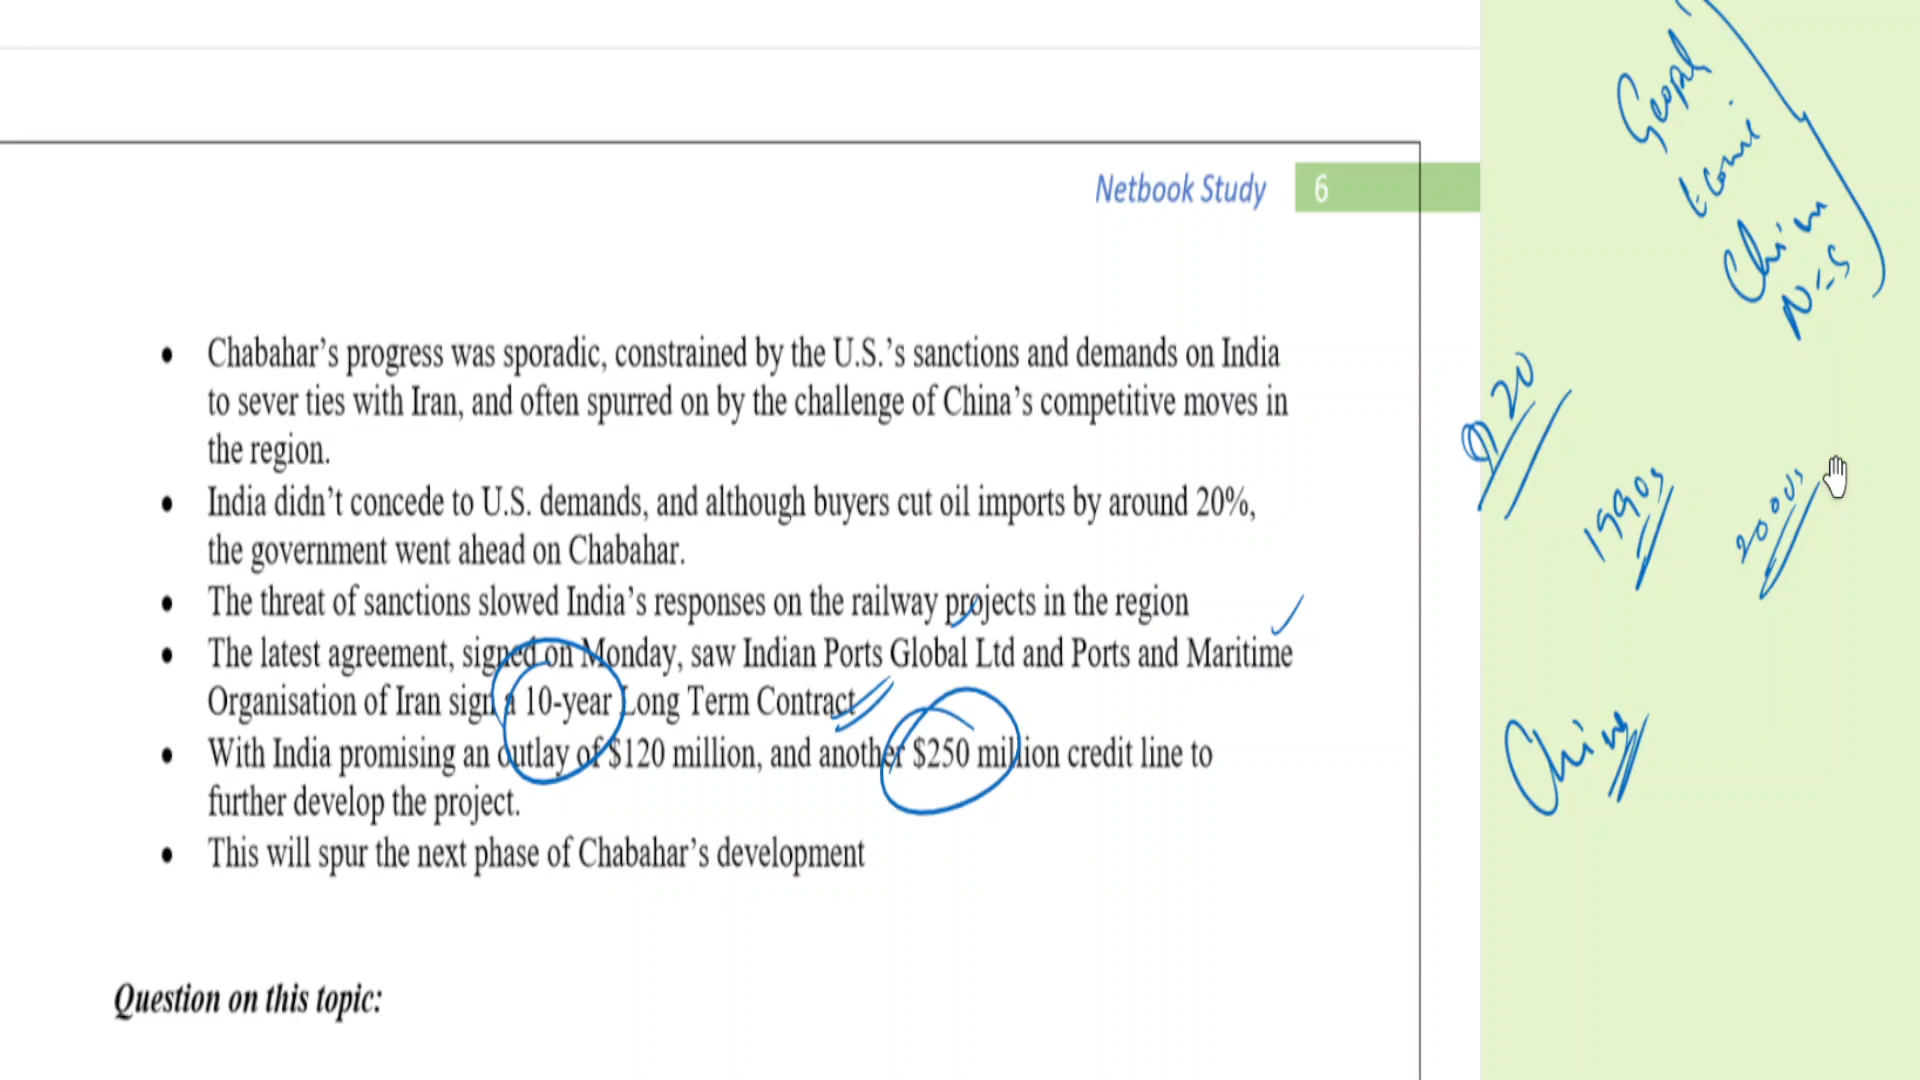 Netbook Study 6
• Chabahar’s progress was sporadic, constrained by the U.S.’s sanctions and demands on India
to sever ties with Iran, and often spurred on by the challenge of China’s competitive moves in
the region.
• India didn’t concede to U.S. demands, and although buyers cut oil imports by around 20%,
the government went ahead on Chabahar.
• The threat of sanctions slowed India’s responses on the railway projects in the region
• The latest agreement, signed on Monday, saw Indian Ports Global Ltd and Ports and Maritime
Organisation of Iran sign a 10-year Long Term Contract
• With India promising an outlay of $120 million, and another $250 million credit line to
further develop the project.
• This will spur the next phase of Chabahar’s development
Question on this topic:
N-S
20
1990s
2000s
China